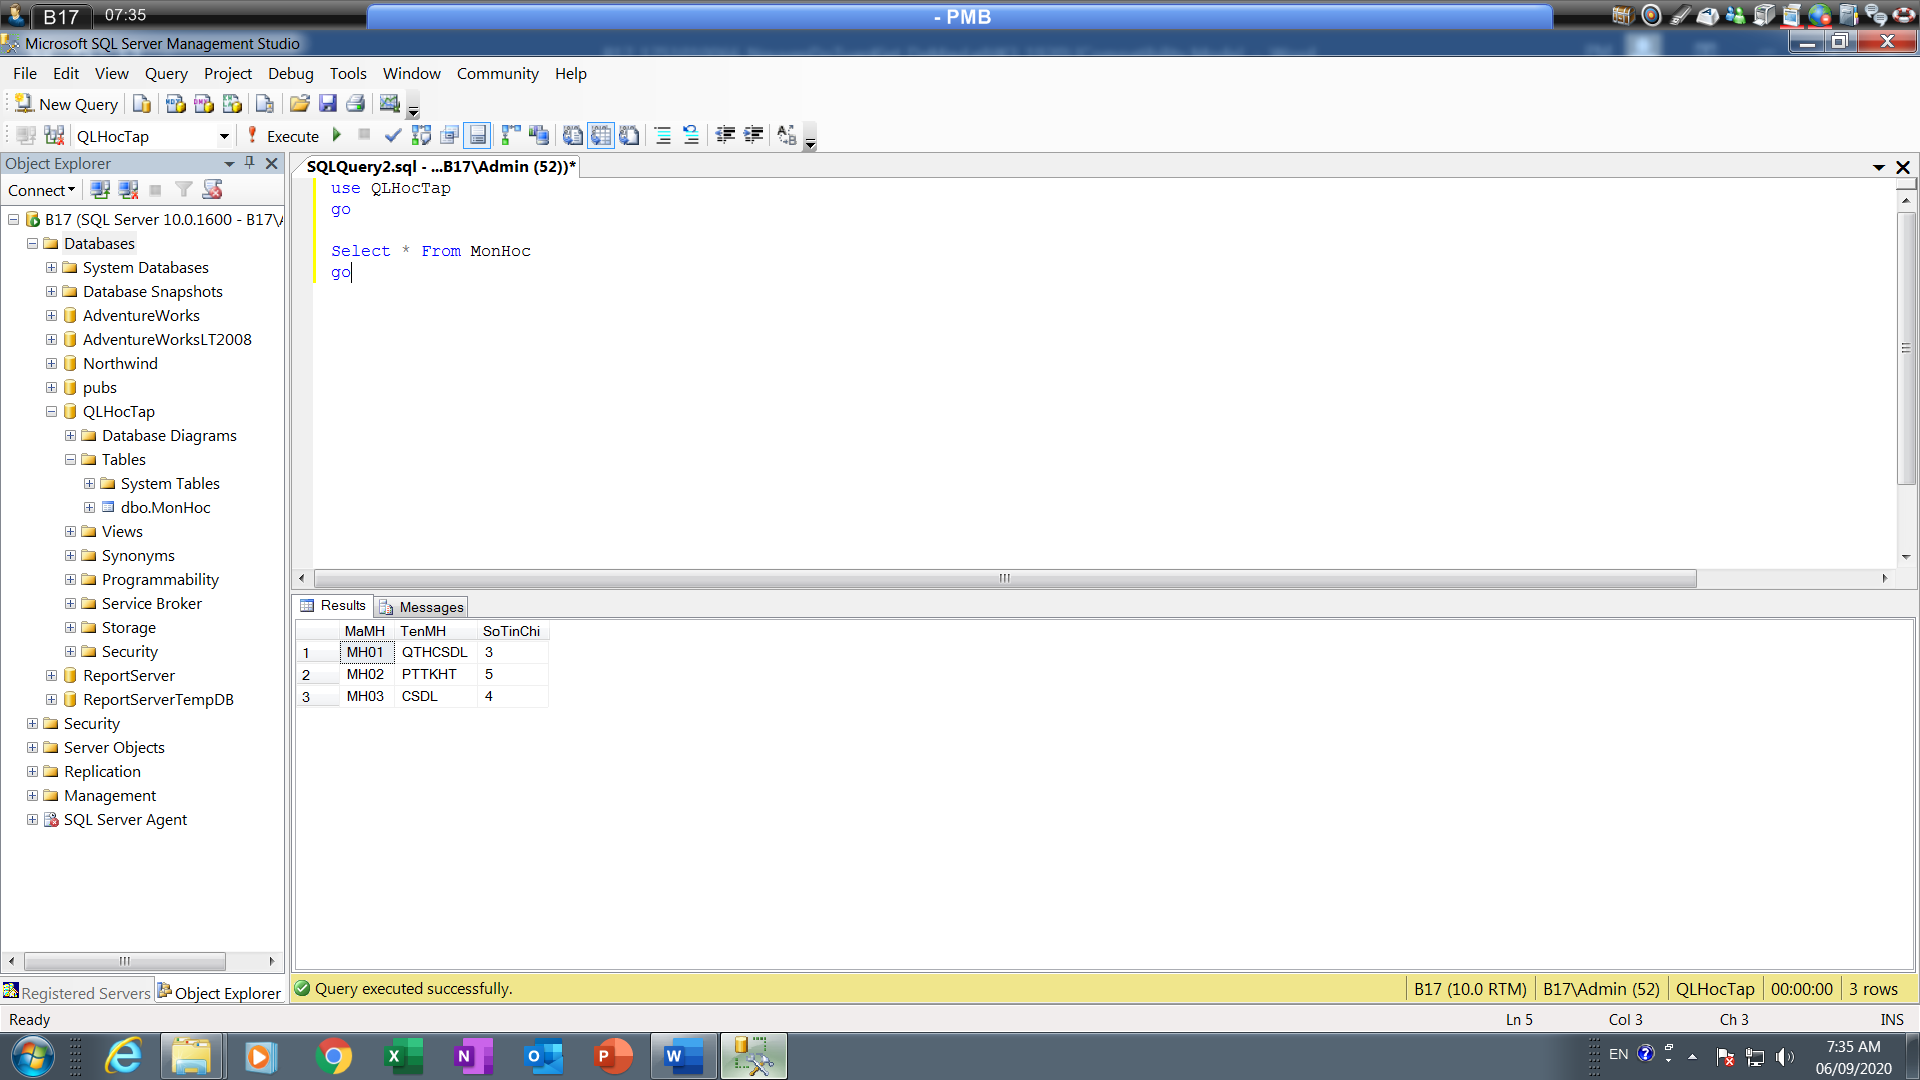 B17 07:35 - PMB
Microsoft SQL Server Management Studio
File Edit View Query Project Debug Tools Window Community Help
New Query
QLHocTap Execute
Object Explorer
Connect
B17 (SQL Server 10.0.1600 - B17\
Databases
System Databases
Database Snapshots
AdventureWorks
AdventureWorksLT2008
Northwind
pubs
QLHocTap
Database Diagrams
Tables
System Tables
dbo.MonHoc
Views
Synonyms
Programmability
Service Broker
Storage
Security
ReportServer
ReportServerTempDB
Security
Server Objects
Replication
Management
SQL Server Agent
Registered Servers Object Explorer
SQLQuery2.sql - ...B17\Admin (52))*
use QLHocTap
go
Select * From MonHoc
go
Results Messages
MaMH TenMH SoTinChi
1 MH01 QTHCSDL 3
2 MH02 PTTKHT 5
3 MH03 CSDL 4
Query executed successfully. B17 (10.0 RTM) B17\Admin (52) QLHocTap 00:00:00 3 rows
Ready Ln 5 Col 3 Ch 3 INS
EN 7:35 AM
06/09/2020